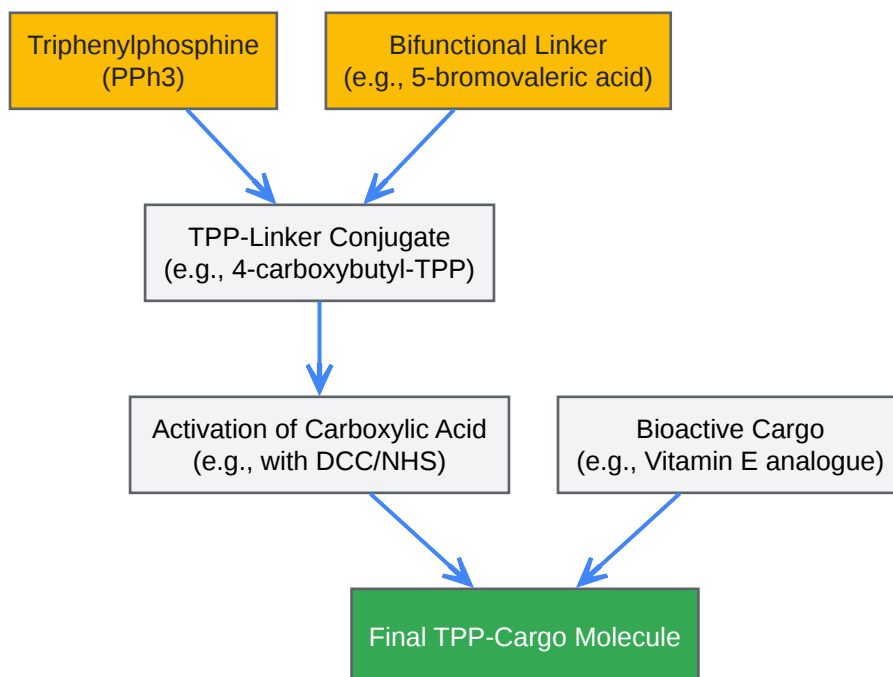 Triphenylphosphine
(PPh3)
Bifunctional Linker
(e.g., 5-bromovaleric acid)
TPP-Linker Conjugate
(e.g., 4-carboxybutyl-TPP)
Activation of Carboxylic Acid
(e.g., with DCC/NHS)
Bioactive Cargo
(e.g., Vitamin E analogue)
Final TPP-Cargo Molecule